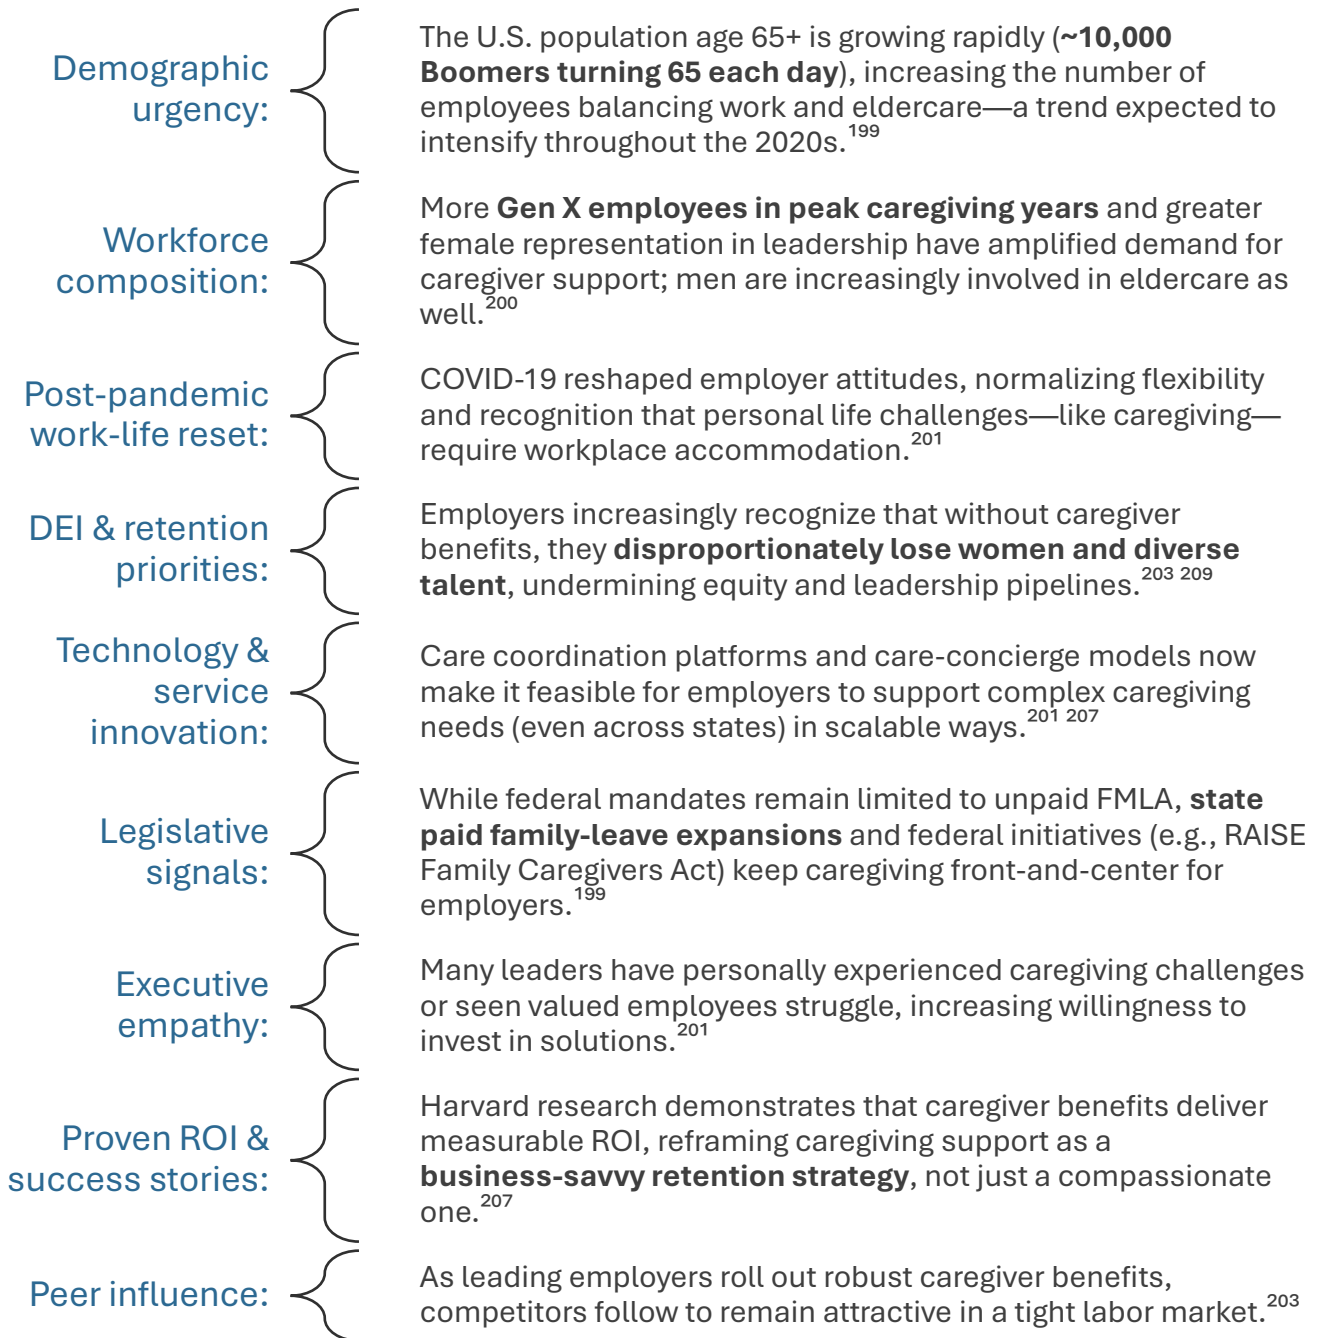 Demographic
urgency:
The U.S. population age 65+ is growing rapidly (~10,000
Boomers turning 65 each day), increasing the number of
employees balancing work and eldercare—a trend expected to
intensify throughout the 2020s.199
Workforce
composition:
More Gen X employees in peak caregiving years and greater
female representation in leadership have amplified demand for
caregiver support; men are increasingly involved in eldercare as
well.200
Post-pandemic
work-life reset:
COVID-19 reshaped employer attitudes, normalizing flexibility
and recognition that personal life challenges—like caregiving—
require workplace accommodation.201
DEI & retention
priorities:
Employers increasingly recognize that without caregiver
benefits, they disproportionately lose women and diverse
talent, undermining equity and leadership pipelines.203 209
Technology &
service
innovation:
Care coordination platforms and care-concierge models now
make it feasible for employers to support complex caregiving
needs (even across states) in scalable ways.201 207
Legislative
signals:
While federal mandates remain limited to unpaid FMLA, state
paid family-leave expansions and federal initiatives (e.g., RAISE
Family Caregivers Act) keep caregiving front-and-center for
employers.199
Executive
empathy:
Many leaders have personally experienced caregiving challenges
or seen valued employees struggle, increasing willingness to
invest in solutions.201
Proven ROI &
success stories:
Harvard research demonstrates that caregiver benefits deliver
measurable ROI, reframing caregiving support as a
business-savvy retention strategy, not just a compassionate
one.207
Peer influence:
As leading employers roll out robust caregiver benefits,
competitors follow to remain attractive in a tight labor market.203